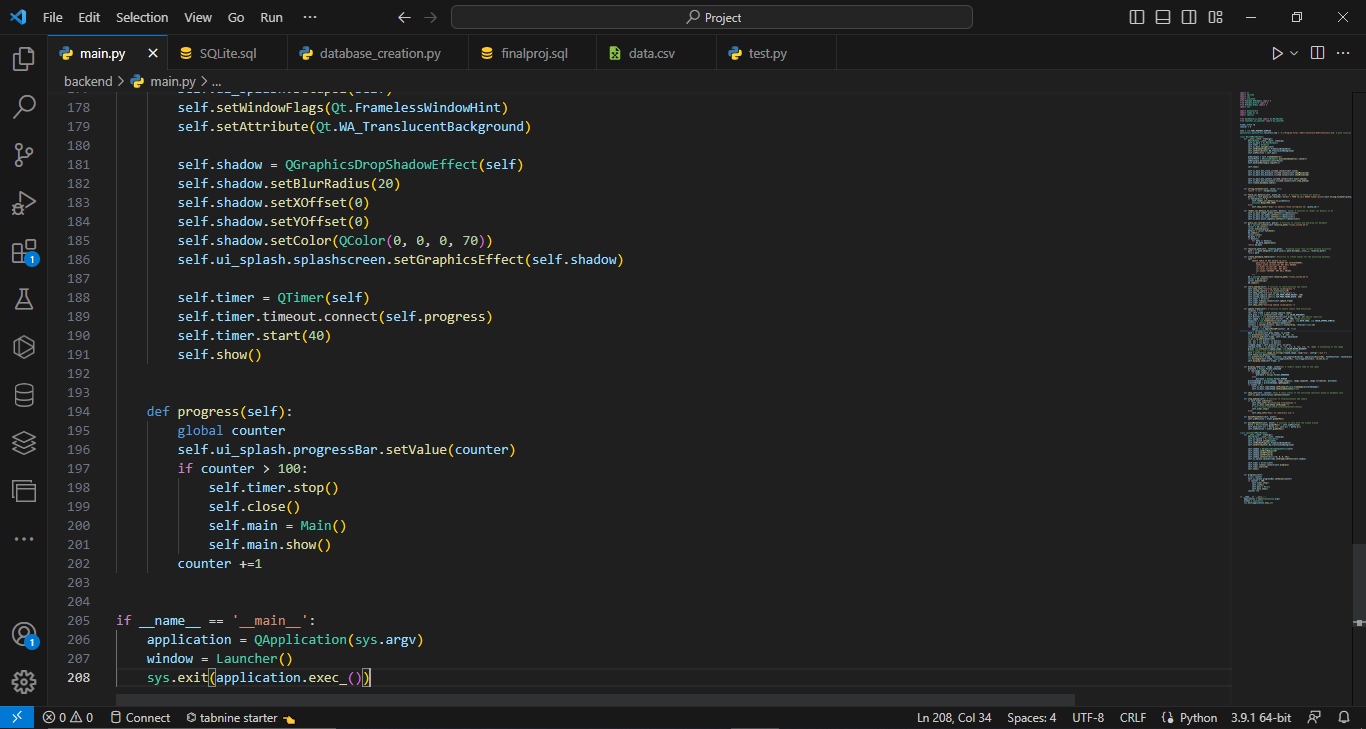 File Edit Selection View Go Run ··· Project
main.py SQLite.sql database_creation.py finalproj.sql data.csv test.py
backend > main.py > ...
178 self.setWindowFlags(Qt.FramelessWindowHint)
179 self.setAttribute(Qt.WA_TranslucentBackground)
180
181 self.shadow = QGraphicsDropShadowEffect(self)
182 self.shadow.setBlurRadius(20)
183 self.shadow.setXOffset(0)
184 self.shadow.setYOffset(0)
185 self.shadow.setColor(QColor(0, 0, 0, 70))
186 self.ui_splash.splashscreen.setGraphicsEffect(self.shadow)
187
188 self.timer = QTimer(self)
189 self.timer.timeout.connect(self.progress)
190 self.timer.start(40)
191 self.show()
192
193
194 def progress(self):
195 global counter
196 self.ui_splash.progressBar.setValue(counter)
197 if counter > 100:
198 self.timer.stop()
199 self.close()
200 self.main = Main()
201 self.main.show()
202 counter +=1
203
204
205 if __name__ == '__main__':
206 application = QApplication(sys.argv)
207 window = Launcher()
208 sys.exit(application.exec_())
1
1
0 0 Connect tabnine starter Ln 208, Col 34 Spaces: 4 UTF-8 CRLF Python 3.9.1 64-bit